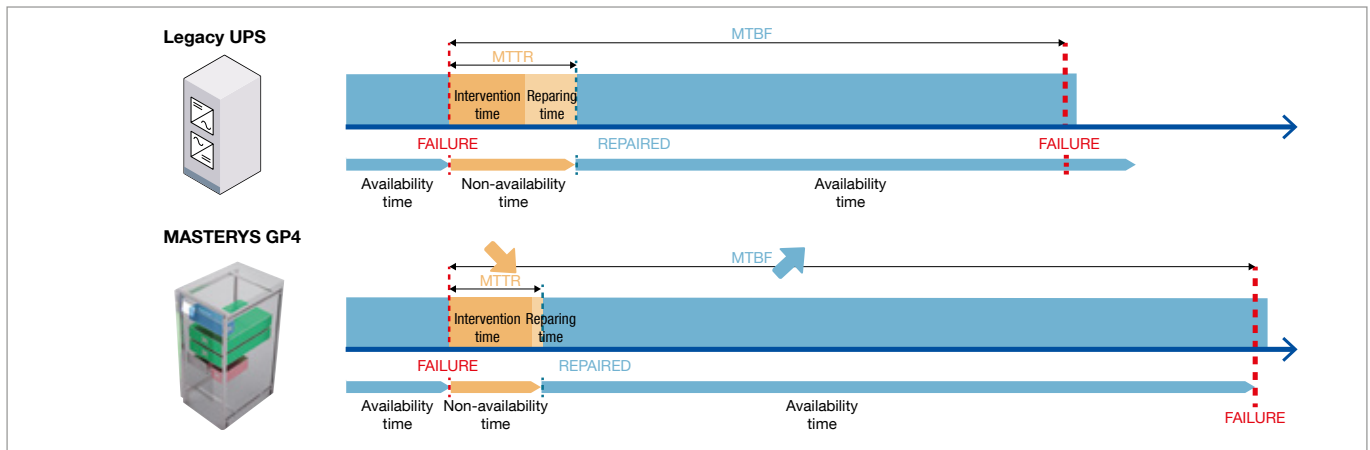 Legacy UPS
MTBF
MTTR
Intervention Reparing
time time
FAILURE REPAIRED FAILURE
Availability Non-availability Availability
time time time
MASTERYS GP4
MTBF
MTTR
Intervention Reparing
time time
FAILURE REPAIRED
Availability Non-availability Availability
time time time
FAILURE